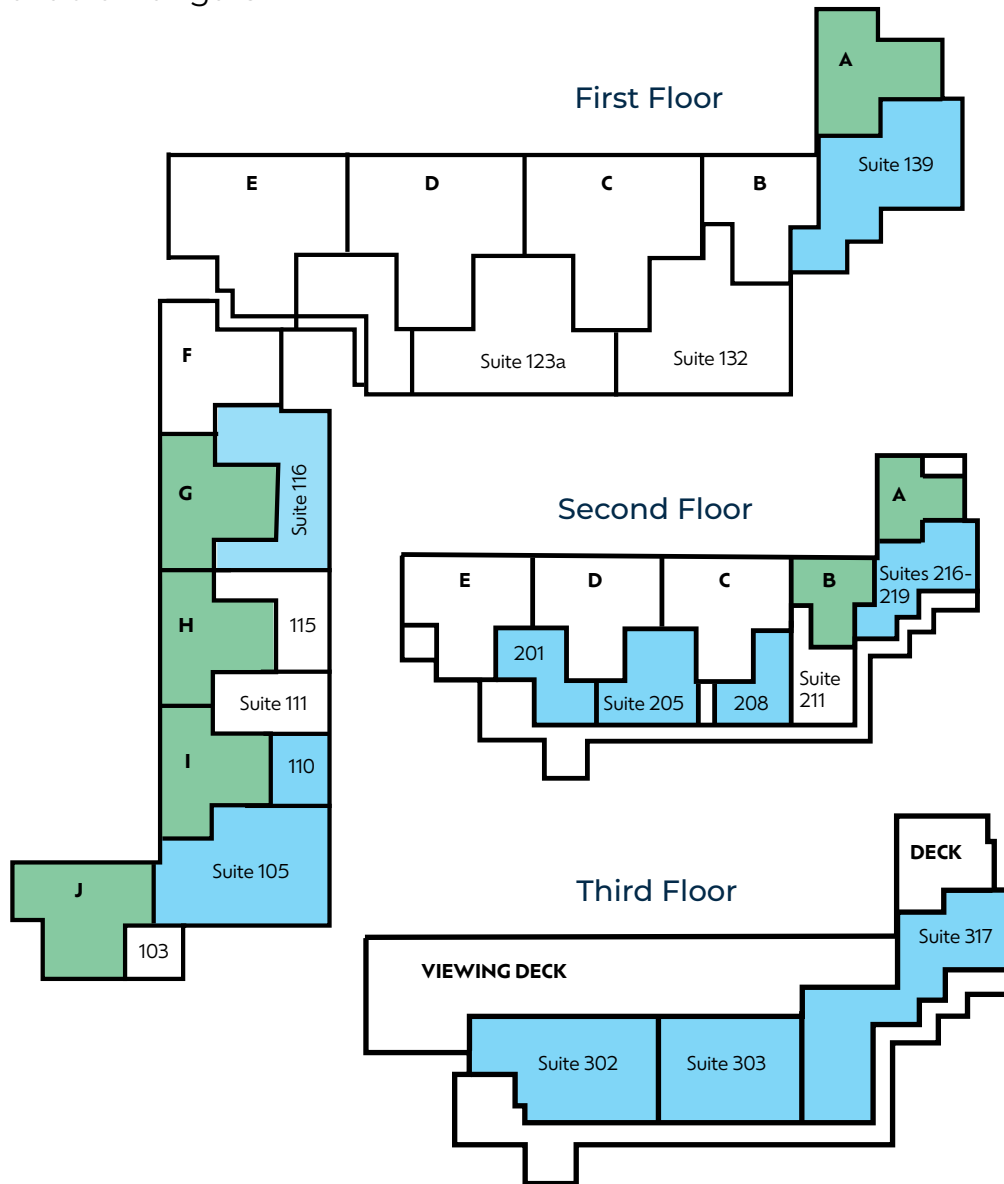 First Floor
A
Suite 139
E
D
C
B
Suite 123a
Suite 132
F
G
Suite 116
H
115
Suite 111
I
110
Suite 105
J
103
Second Floor
A
Suites 216-
219
E
D
C
B
201
Suite 205
208
Suite
211
Third Floor
DECK
Suite 317
VIEWING DECK
Suite 302
Suite 303